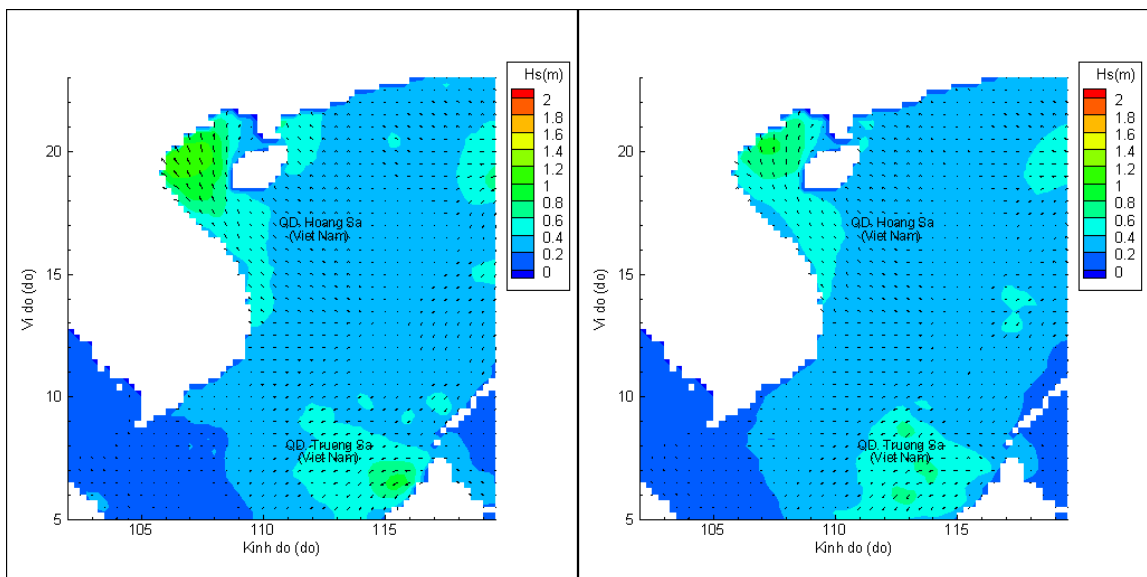 Hs(m)
2
1.8
1.6
1.4
1.2
1
0.8
0.6
0.4
0.2
0
20
15
10
5
Vi do (do)
QD. Hoang Sa
(Viet Nam)
QD. Truong Sa
(Viet Nam)
105
110
115
Kinh do (do)
Hs(m)
2
1.8
1.6
1.4
1.2
1
0.8
0.6
0.4
0.2
0
20
15
10
5
Vi do (do)
QD. Hoang Sa
(Viet Nam)
QD. Truong Sa
(Viet Nam)
105
110
115
Kinh do (do)